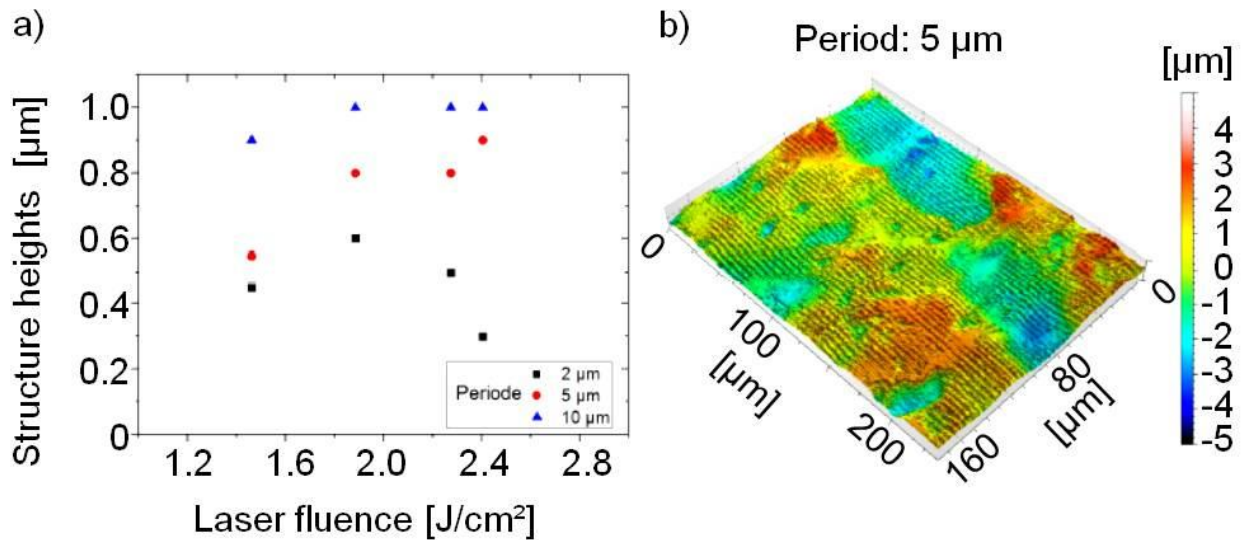 a)
Structure heights [µm]
1.0
0.8
0.6
0.4
0.2
0
1.2 1.6 2.0 2.4 2.8
Laser fluence [J/cm²]
Periode
2 µm
5 µm
10 µm
b)
Period: 5 µm
[µm]
4
3
2
1
0
-1
-2
-3
-4
-5
0
100
200
[µm]
0
80
160
[µm]